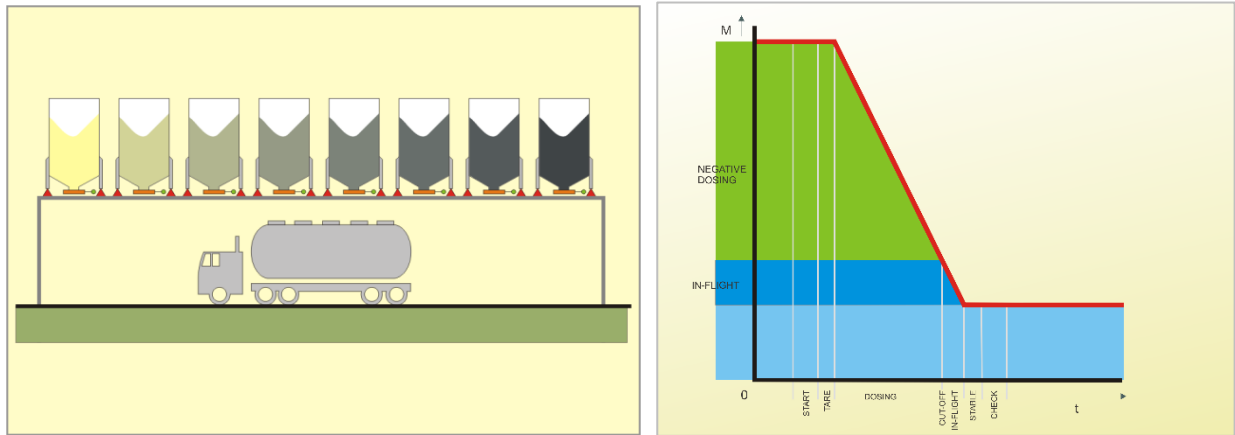 M
NEGATIVE
DOSING
IN-FLIGHT
0
START
TARE
DOSING
CUT-OFF
IN-FLIGHT
STABLE
CHECK
t